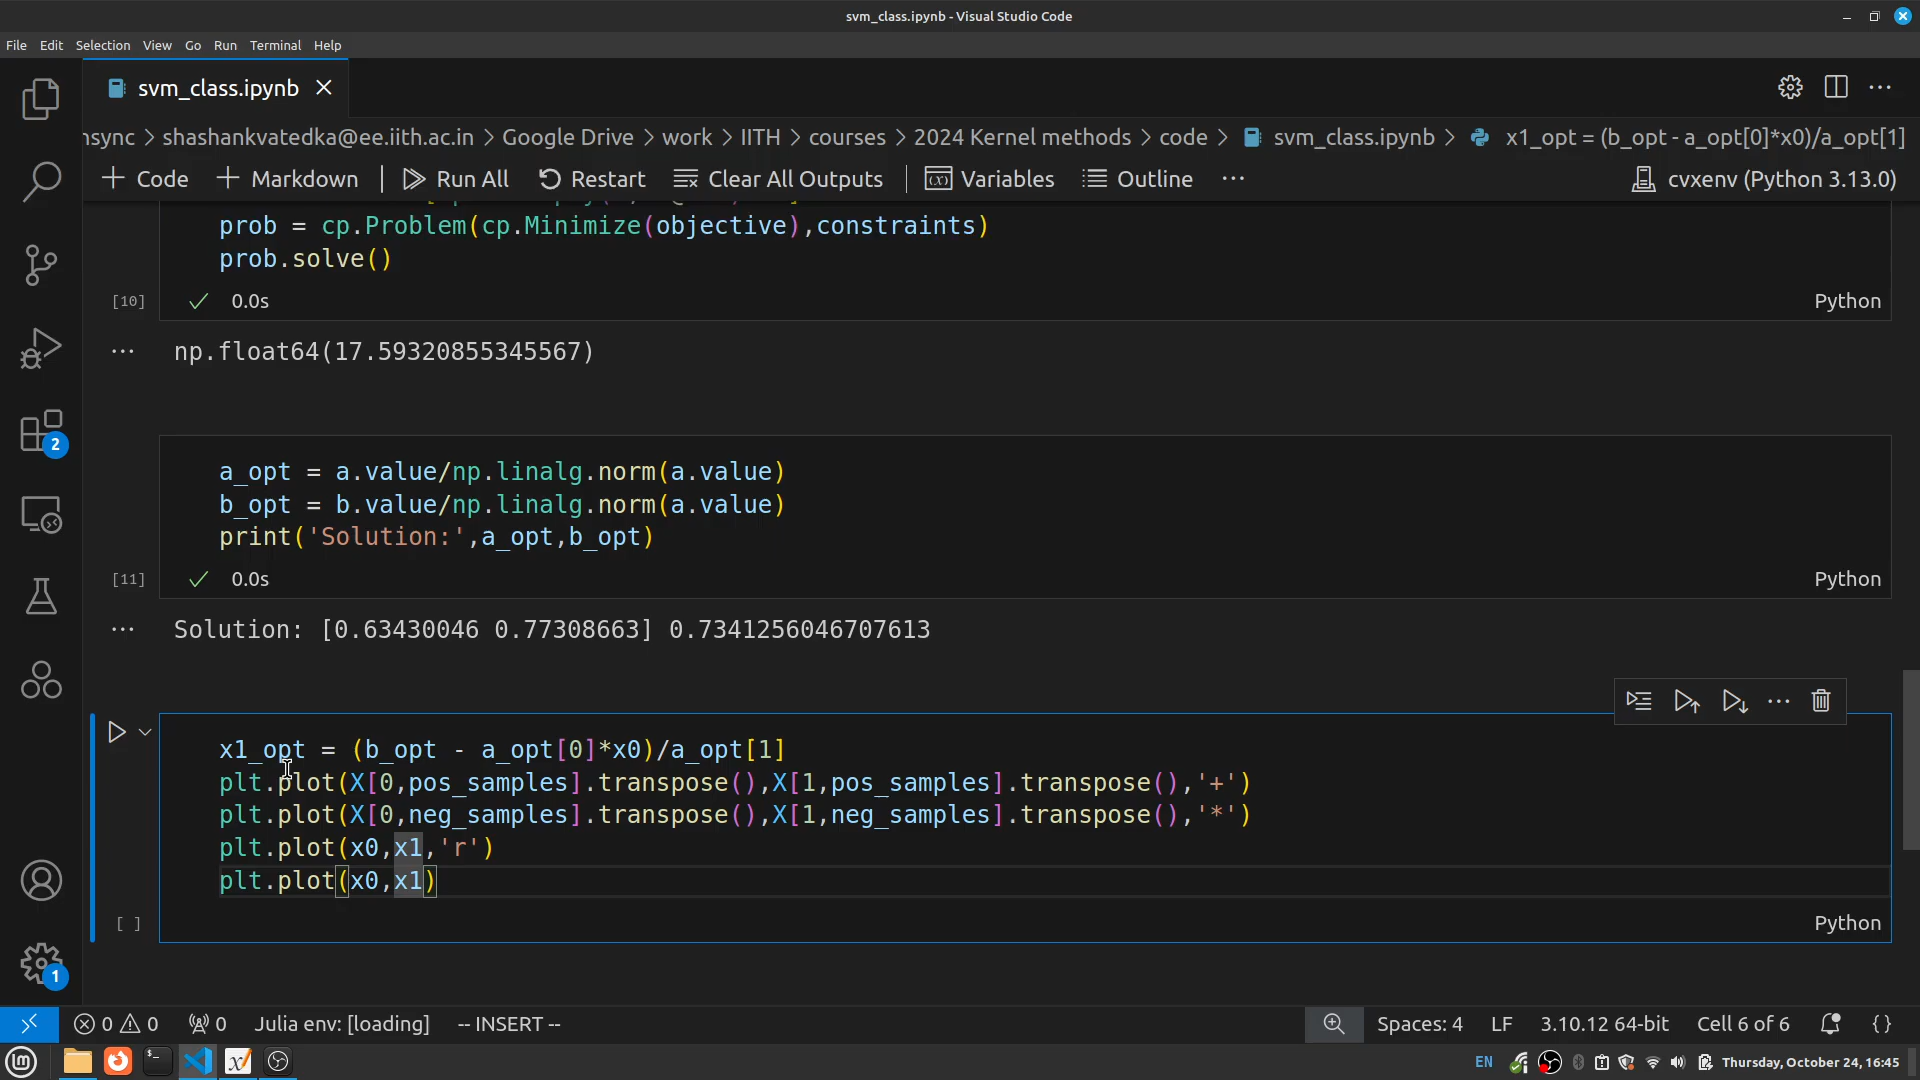 svm_class.ipynb - Visual Studio Code
File Edit Selection View Go Run Terminal Help
svm_class.ipynb
nsync > shashankvatedka@ee.iith.ac.in > Google Drive > work > IITH > courses > 2024 Kernel methods > code > svm_class.ipynb > x1_opt = (b_opt - a_opt[0]*x0)/a_opt[1]
+ Code + Markdown | Run All Restart Clear All Outputs | Variables Outline ... cvxenv (Python 3.13.0)
prob = cp.Problem(cp.Minimize(objective),constraints)
prob.solve()
[10] ✓ 0.0s Python
... np.float64(17.59320855345567)
a_opt = a.value/np.linalg.norm(a.value)
b_opt = b.value/np.linalg.norm(a.value)
print('Solution:',a_opt,b_opt)
[11] ✓ 0.0s Python
... Solution: [0.63430046 0.77308663] 0.7341256046707613
x1_opt = (b_opt - a_opt[0]*x0)/a_opt[1]
plt.plot(X[0,pos_samples].transpose(),X[1,pos_samples].transpose(),'+')
plt.plot(X[0,neg_samples].transpose(),X[1,neg_samples].transpose(),'*')
plt.plot(x0,x1,'r')
plt.plot(x0,x1)
[ ] Python
2
1
0 0 0 Julia env: [loading] -- INSERT -- Spaces: 4 LF 3.10.12 64-bit Cell 6 of 6 {}
EN Thursday, October 24, 16:45